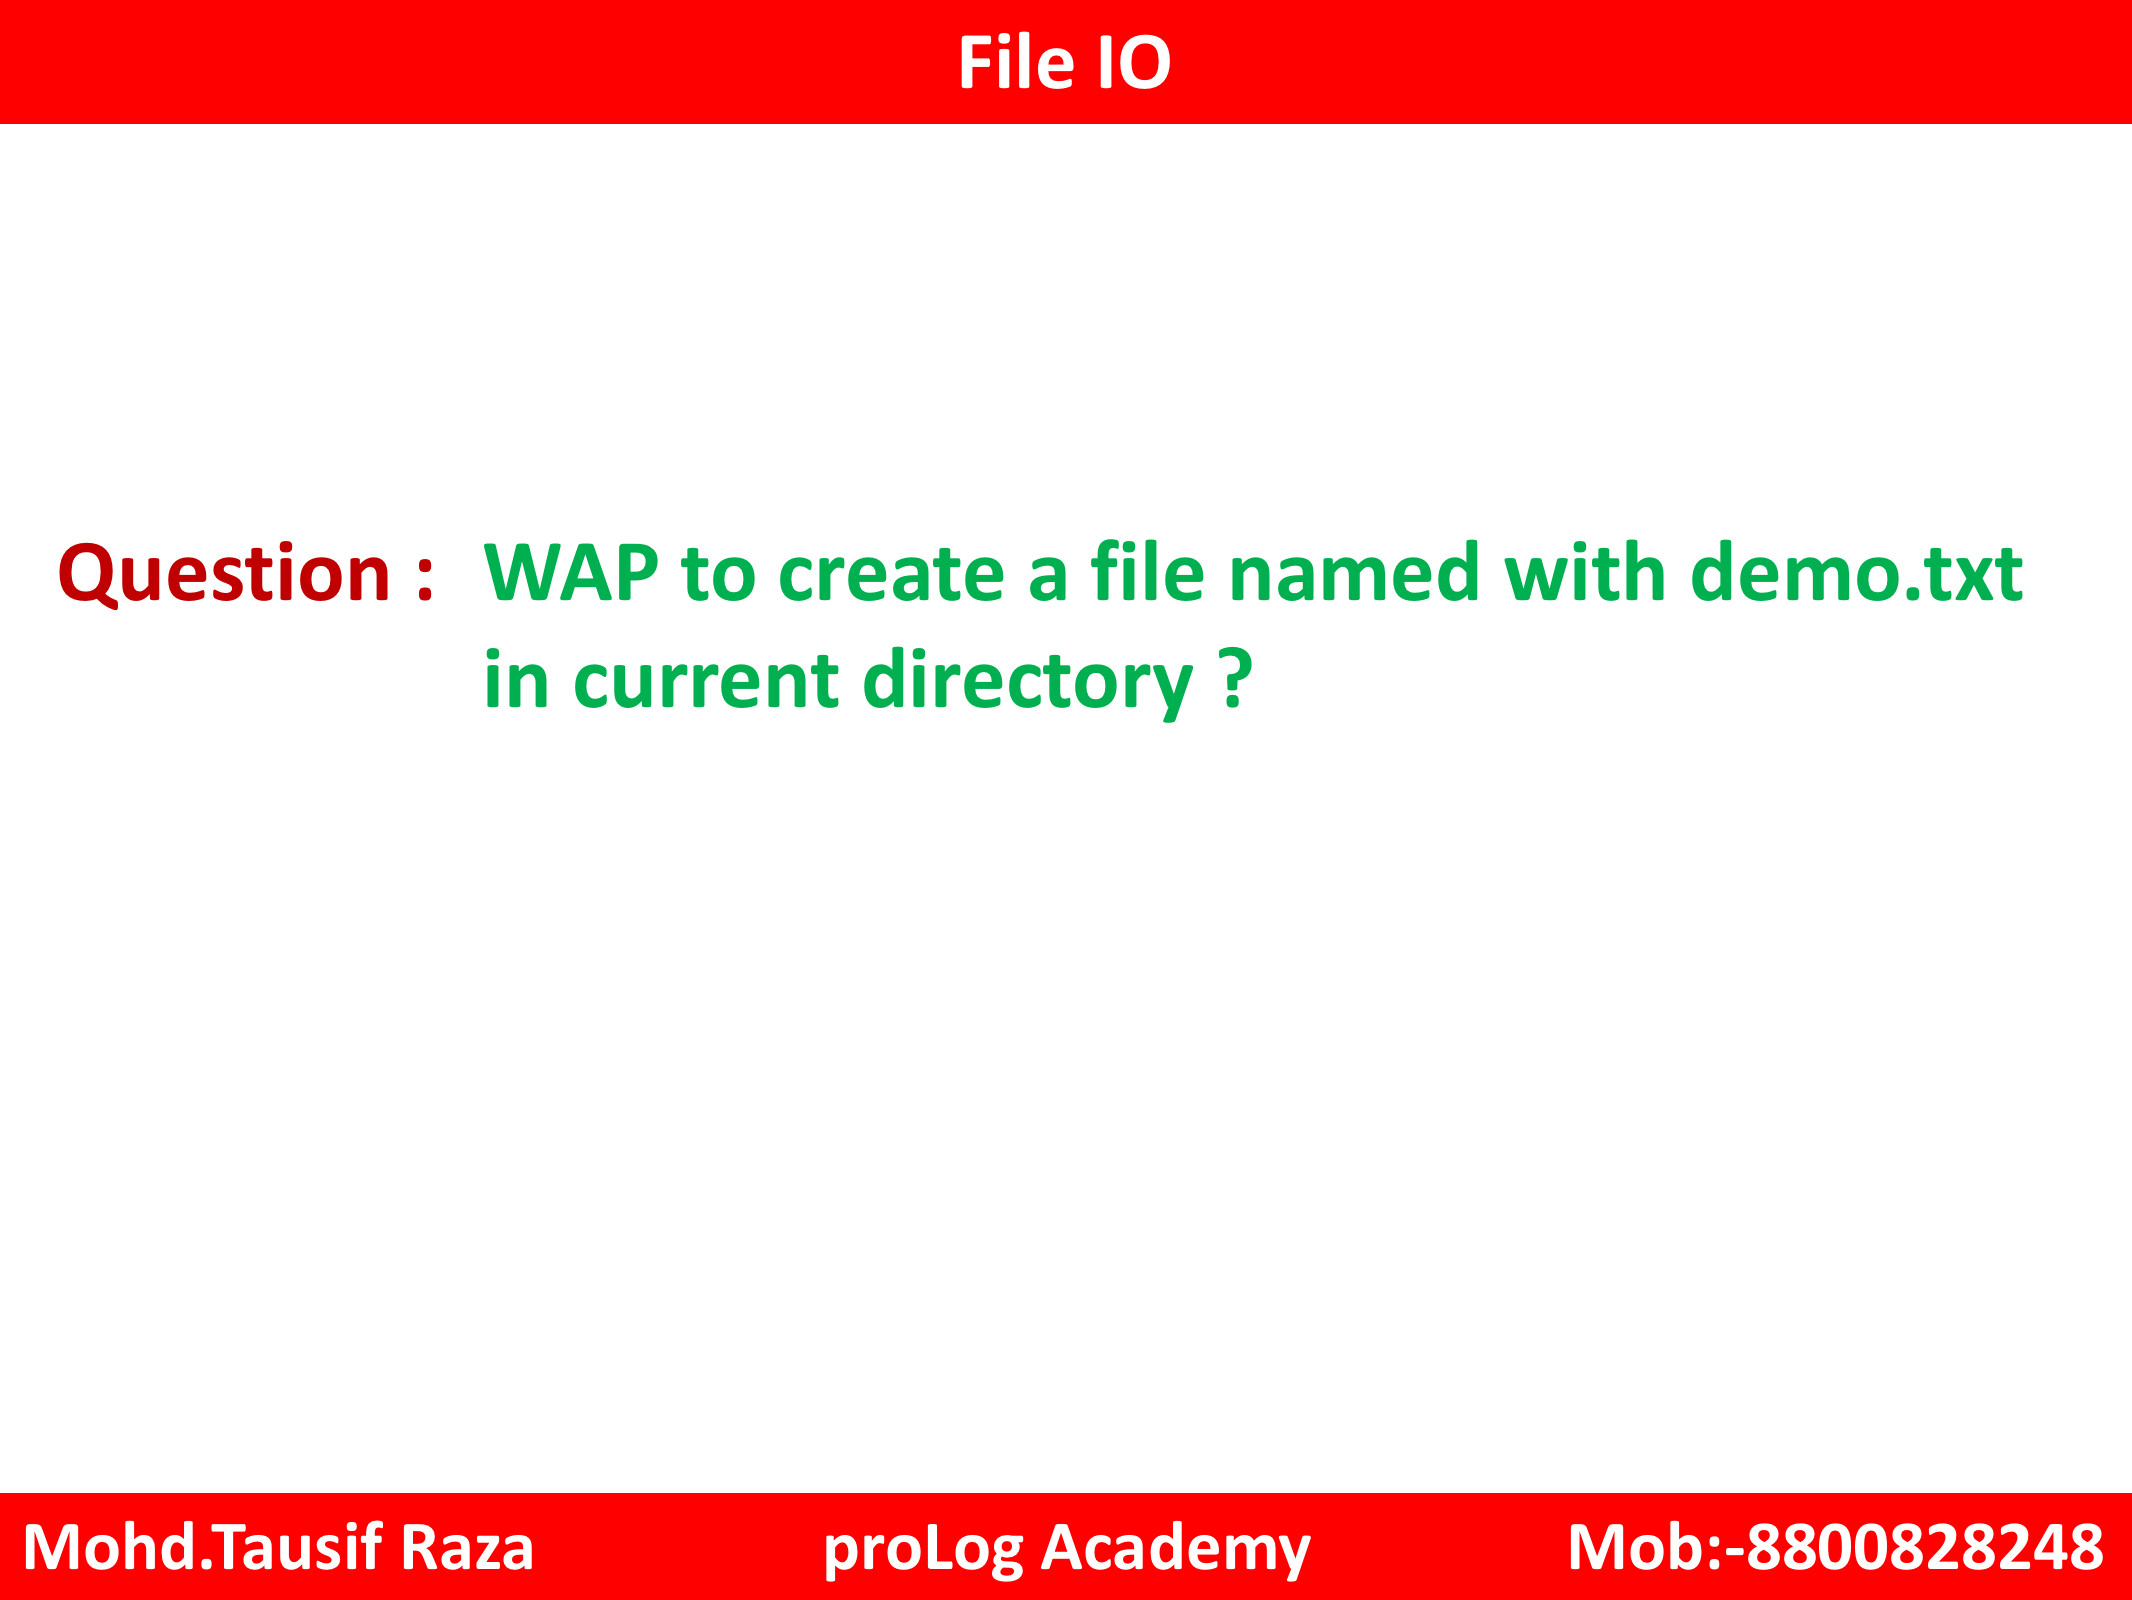 File IO
Question : WAP to create a file named with demo.txt
in current directory ?
Mohd.Tausif Raza proLog Academy Mob:-8800828248